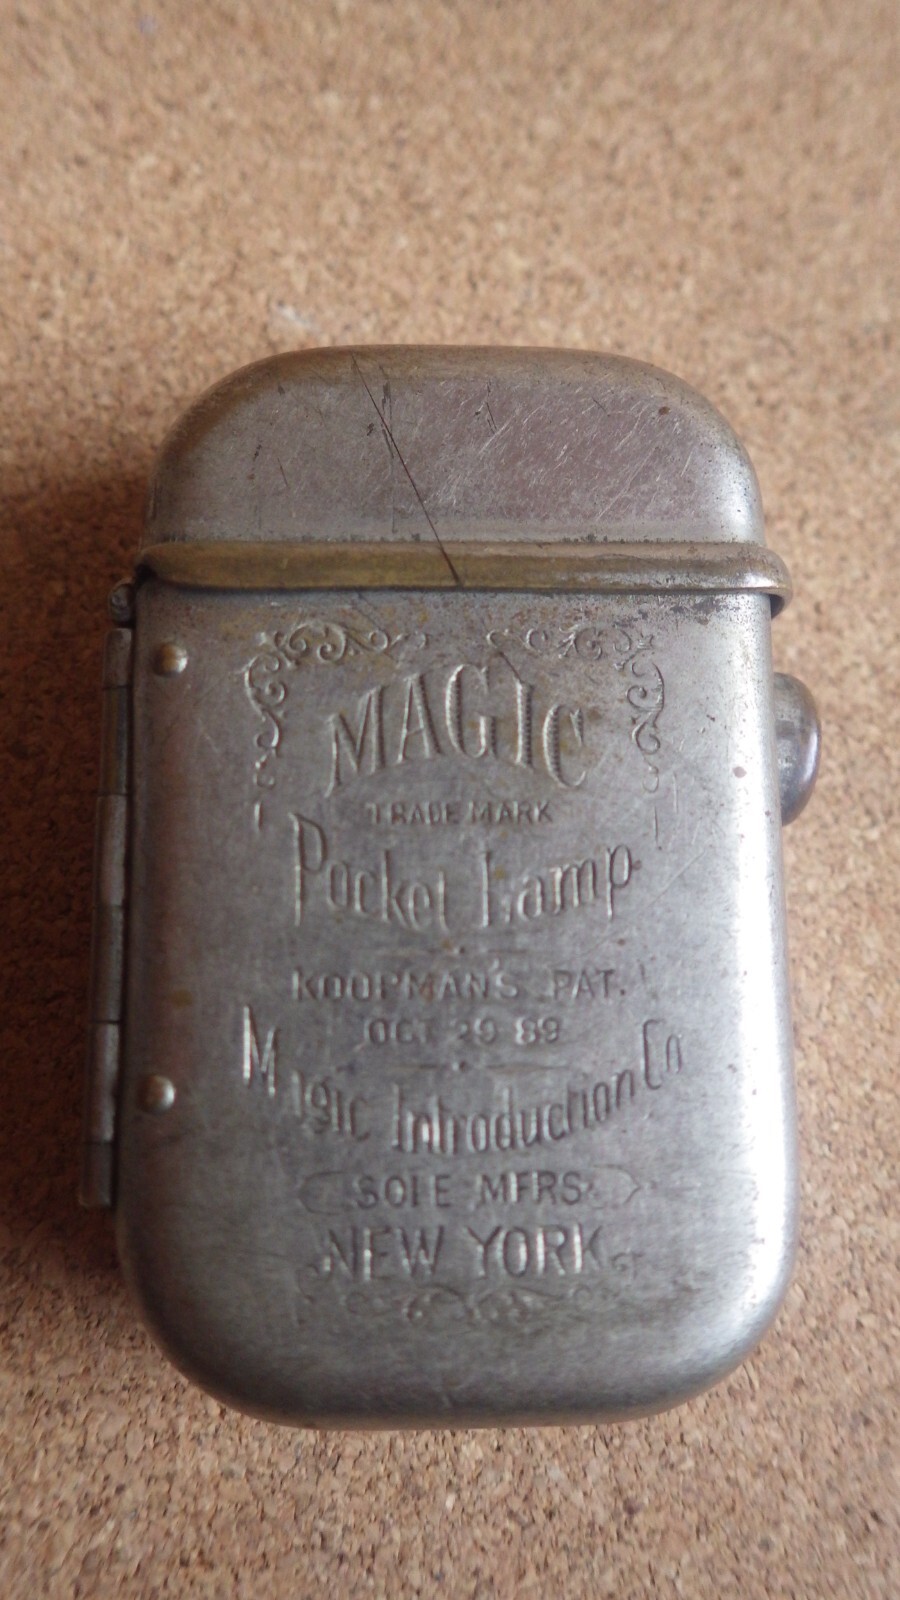 MAGIC
TRADE MARK
Pocket Lamp
KOOPMAN'S PAT.
OCT 29 89
Magic Introduction Co
SOLE MFRS
NEW YORK